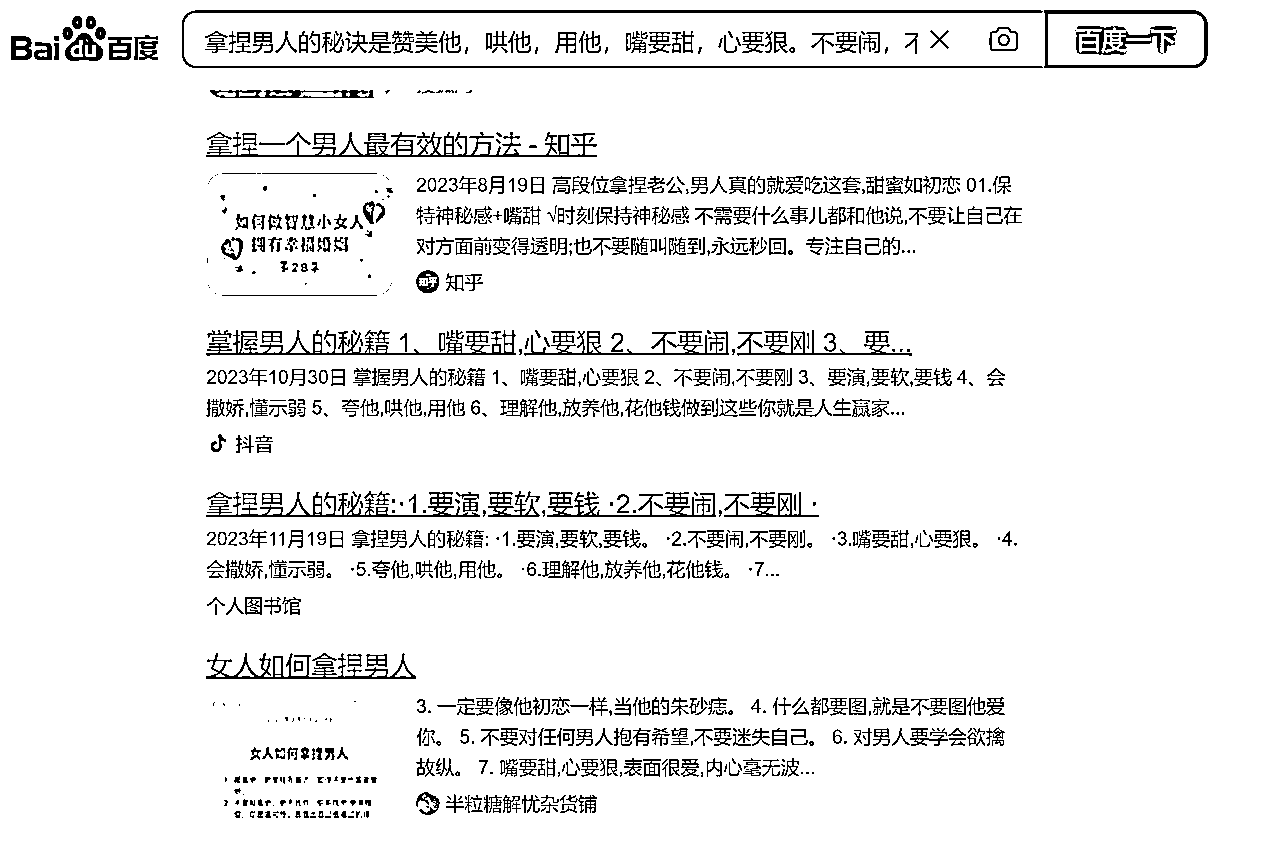 Bai du 百度
拿捏男人的秘诀是赞美他，哄他，用他，嘴要甜，心要狠。不要闹，
百度一下
拿捏一个男人最有效的方法 - 知乎
如何做智慧小女人
拥有幸福婚姻
2023年8月19日 高段位拿捏老公,男人真的就爱吃这套,甜蜜如初恋 01.保
特神秘感+嘴甜 √时刻保持神秘感 不需要什么事儿都和他说,不要让自己在
对方面前变得透明;也不要随叫随到,永远秒回。专注自己的...
知乎
掌握男人的秘籍 1、嘴要甜,心要狠 2、不要闹,不要刚 3、要...
2023年10月30日 掌握男人的秘籍 1、嘴要甜,心要狠 2、不要闹,不要刚 3、要演,要软,要钱 4、会
撒娇,懂示弱 5、夸他,哄他,用他 6、理解他,放养他,花他钱做到这些你就是人生赢家...
抖音
拿捏男人的秘籍:·1.要演,要软,要钱 ·2.不要闹,不要刚 ·
2023年11月19日 拿捏男人的秘籍: ·1.要演,要软,要钱。 ·2.不要闹,不要刚。 ·3.嘴要甜,心要狠。 ·4.
会撒娇,懂示弱。 ·5.夸他,哄他,用他。 ·6.理解他,放养他,花他钱。 ·7...
个人图书馆
女人如何拿捏男人
女人如何拿捏男人
3. 一定要像他初恋一样,当他的朱砂痣。 4. 什么都要图,就是不要图他爱
你。 5. 不要对任何男人抱有希望,不要迷失自己。 6. 对男人要学会欲擒
故纵。 7. 嘴要甜,心要狠,表面很爱,内心毫无波...
半粒糖解忧杂货铺